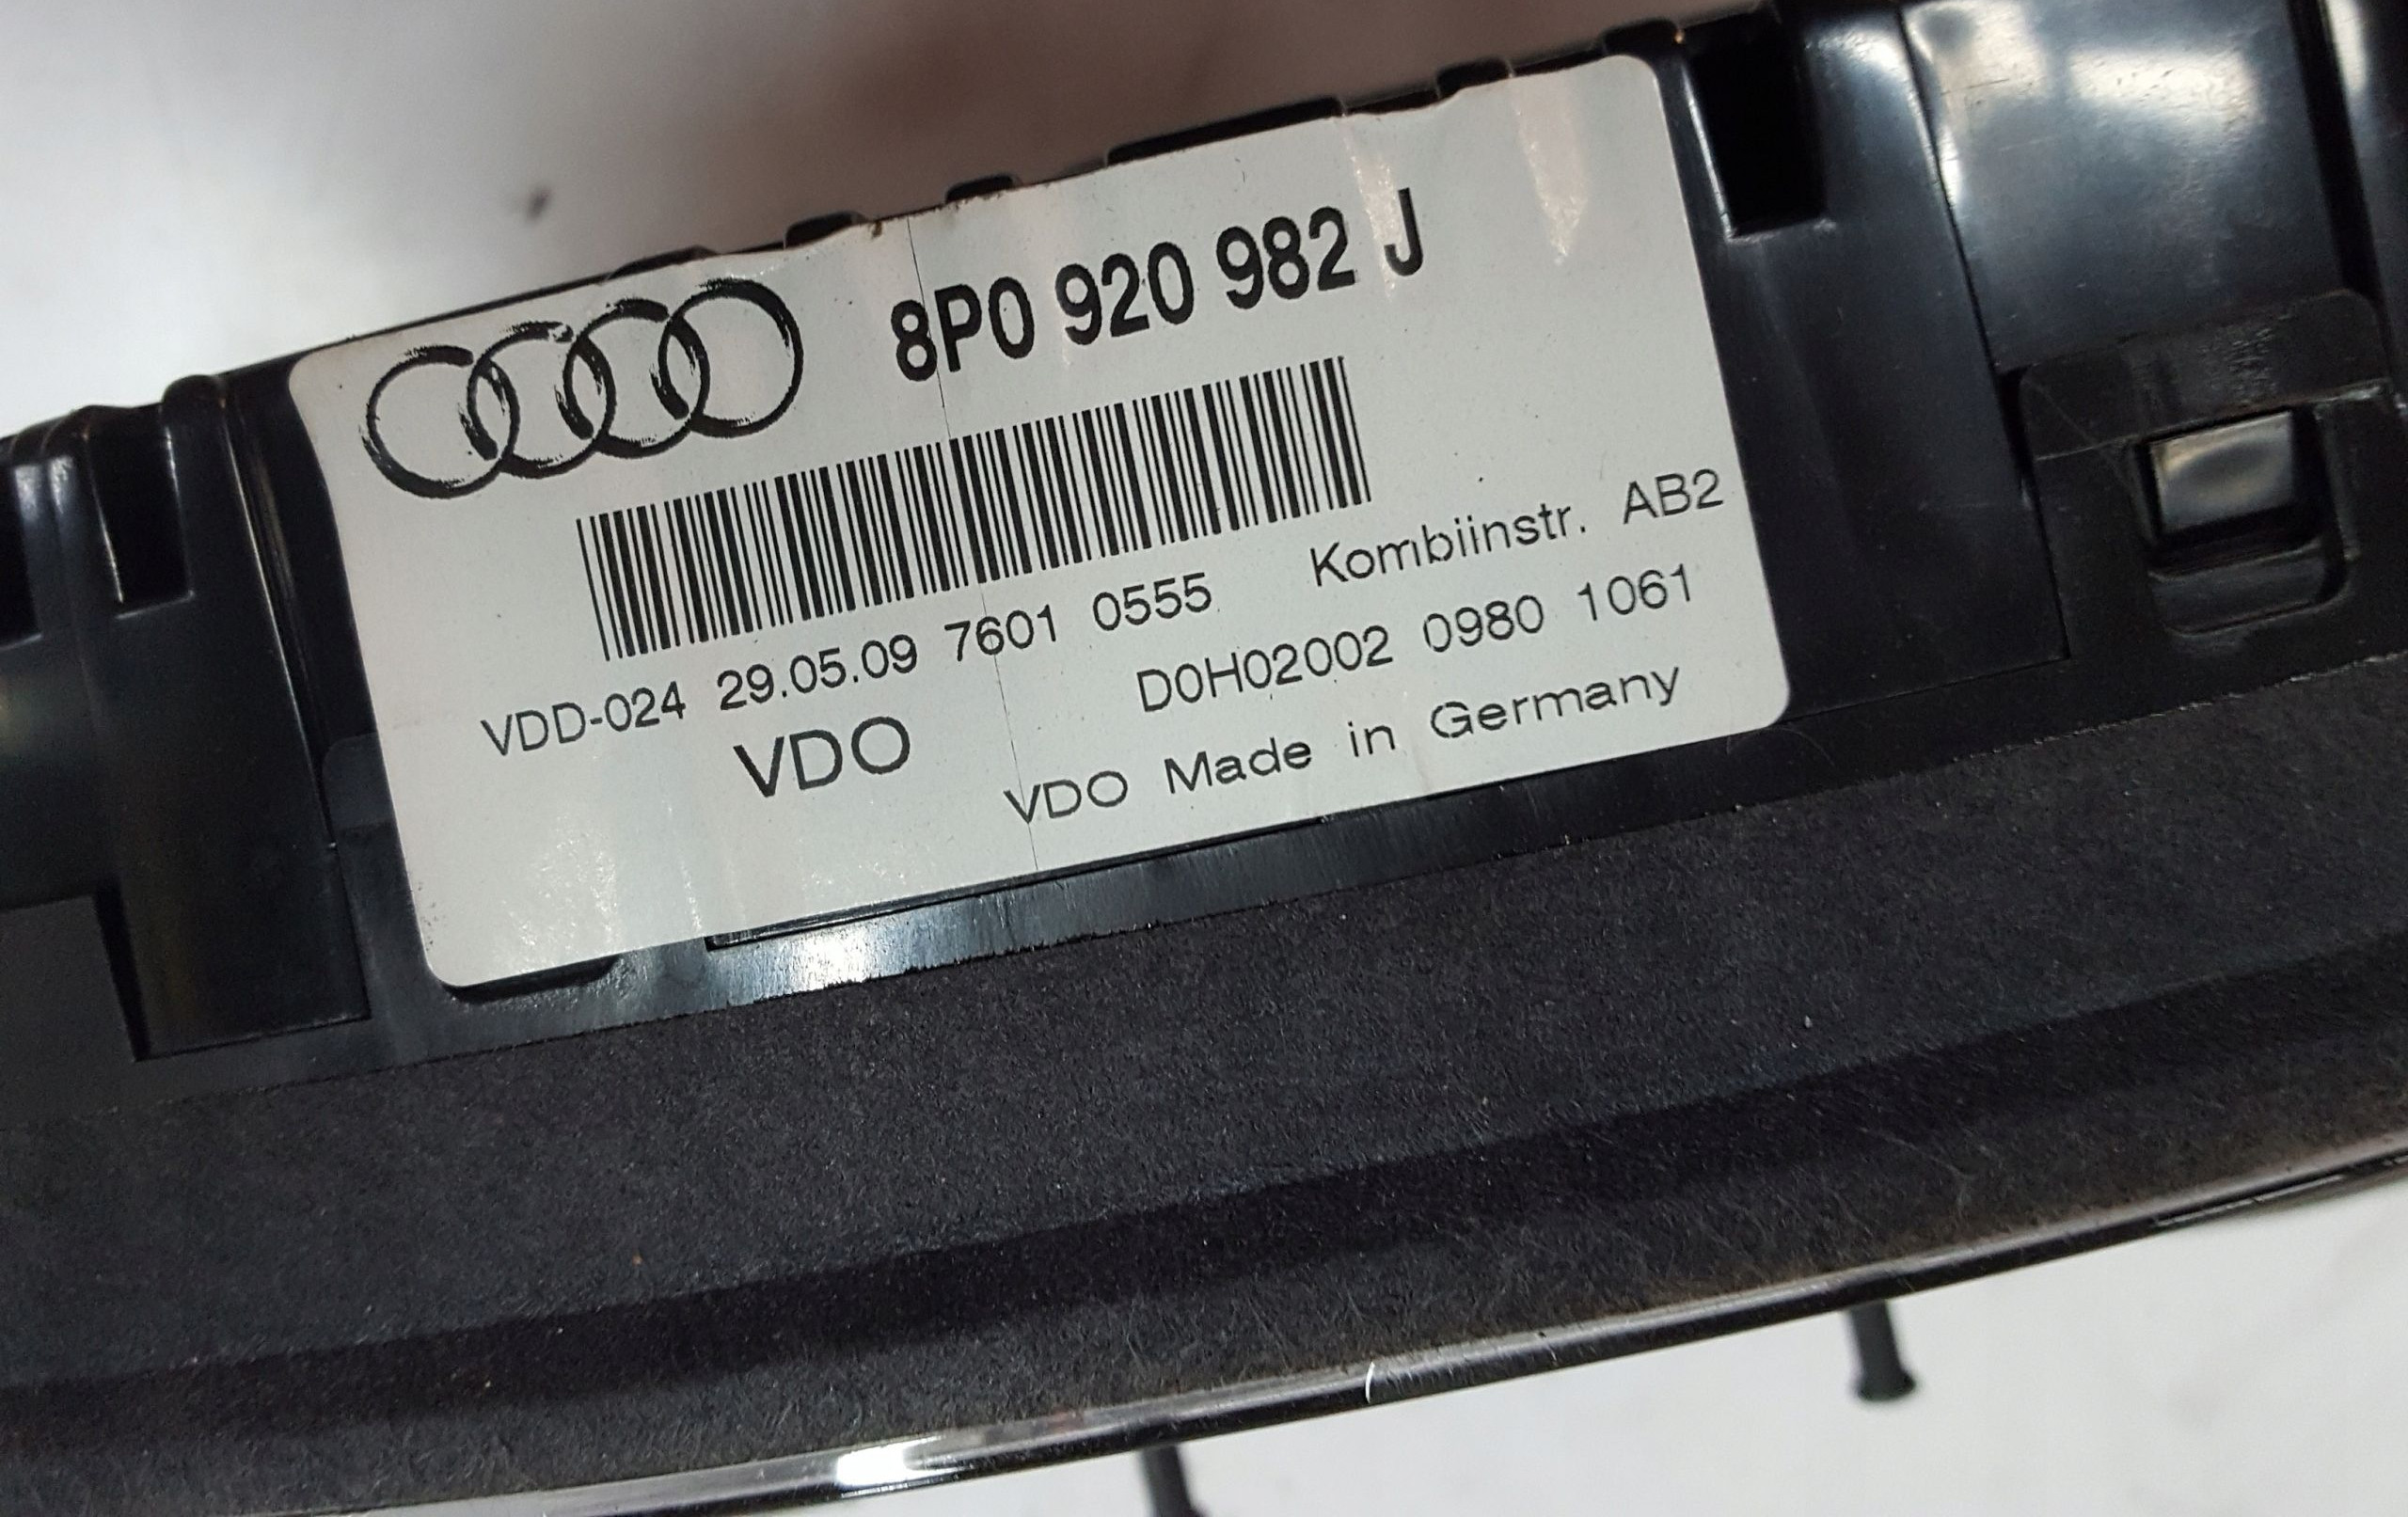 8P0 920 982 J
VDD-024 29.05.09 7601 0555 Kombiinstr. AB2
VDO D0H02002 0980 1061
VDO Made in Germany